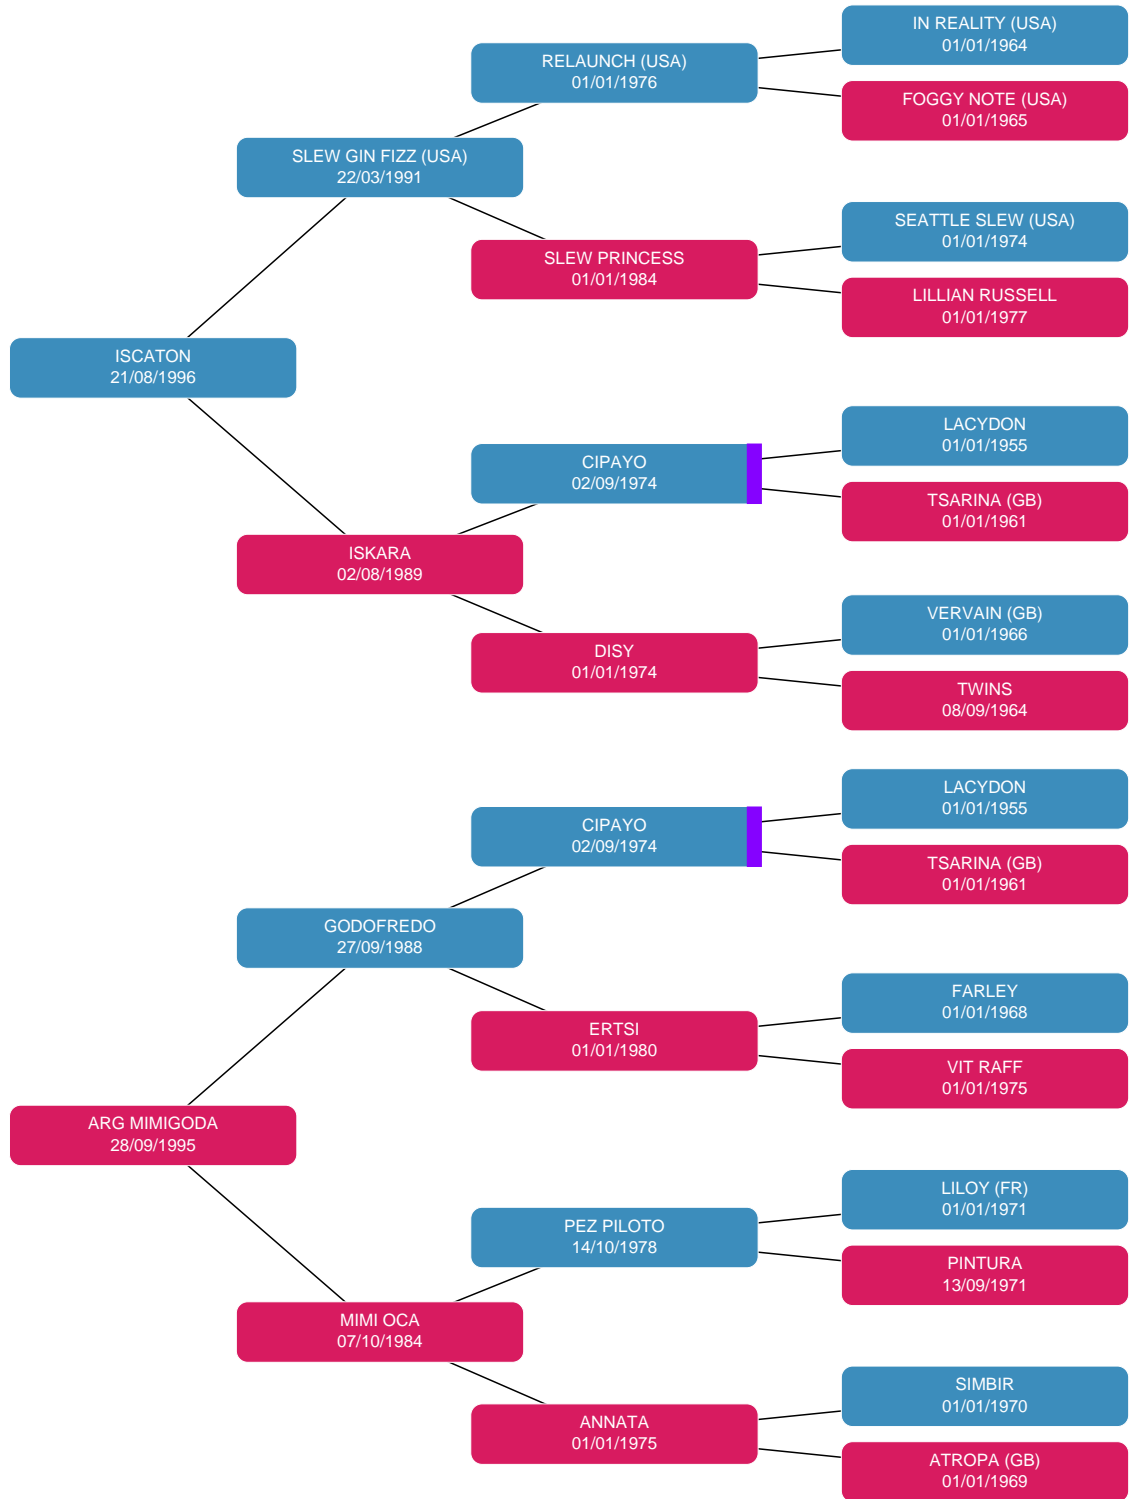 IN REALITY (USA)
01/01/1964
RELAUNCH (USA)
01/01/1976
FOGGY NOTE (USA)
01/01/1965
SLEW GIN FIZZ (USA)
22/03/1991
SEATTLE SLEW (USA)
01/01/1974
SLEW PRINCESS
01/01/1984
LILLIAN RUSSELL
01/01/1977
ISCATON
21/08/1996
LACYDON
01/01/1955
CIPAYO
02/09/1974
TSARINA (GB)
01/01/1961
ISKARA
02/08/1989
VERVAIN (GB)
01/01/1966
DISY
01/01/1974
TWINS
08/09/1964
LACYDON
01/01/1955
CIPAYO
02/09/1974
TSARINA (GB)
01/01/1961
GODOFREDO
27/09/1988
FARLEY
01/01/1968
ERTSI
01/01/1980
VIT RAFF
01/01/1975
ARG MIMIGODA
28/09/1995
LILOY (FR)
01/01/1971
PEZ PILOTO
14/10/1978
PINTURA
13/09/1971
MIMI OCA
07/10/1984
SIMBIR
01/01/1970
ANNATA
01/01/1975
ATROPA (GB)
01/01/1969